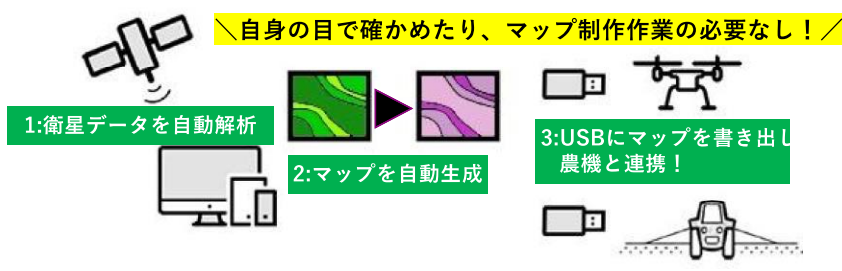 ＼自身の目で確かめたり、マップ制作作業の必要なし！／
1:衛星データを自動解析
2:マップを自動生成
3:USBにマップを書き出し
農機と連携！